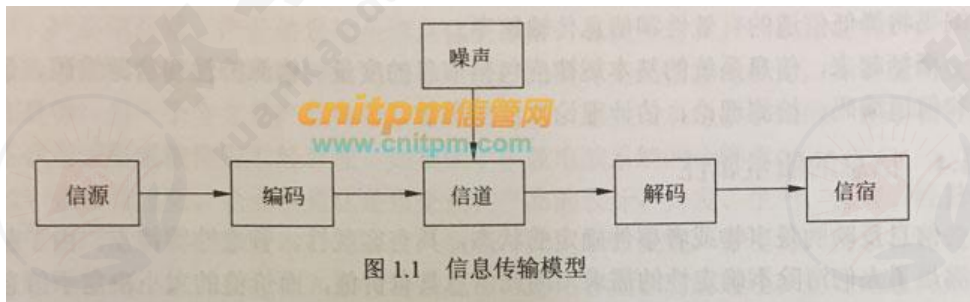 噪声
cnitpm信管网
www.cnitpm.com
信源
编码
信道
解码
信宿
图 1.1 信息传输模型